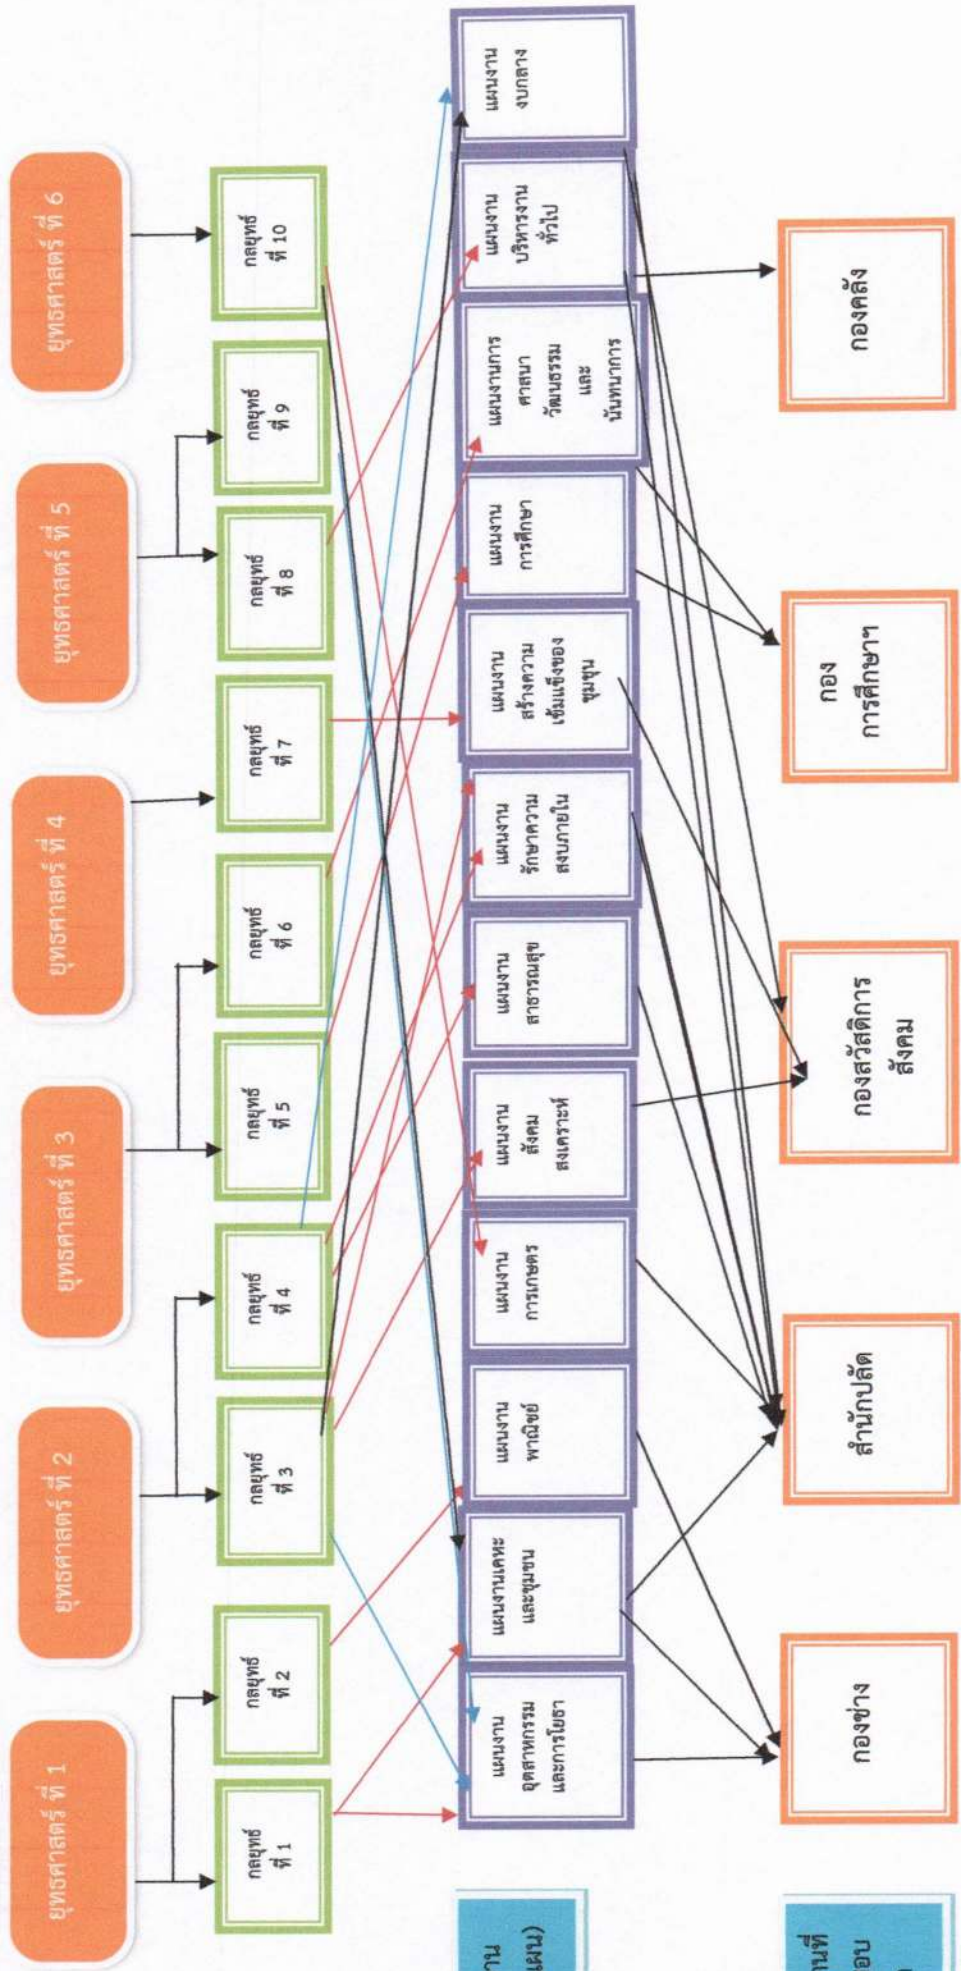 ยุทธศาสตร์ ที่ 1
ยุทธศาสตร์ ที่ 2
ยุทธศาสตร์ ที่ 3
ยุทธศาสตร์ ที่ 4
ยุทธศาสตร์ ที่ 5
ยุทธศาสตร์ ที่ 6
กลยุทธ์
ที่ 1
กลยุทธ์
ที่ 2
กลยุทธ์
ที่ 3
กลยุทธ์
ที่ 4
กลยุทธ์
ที่ 5
กลยุทธ์
ที่ 6
กลยุทธ์
ที่ 7
กลยุทธ์
ที่ 8
กลยุทธ์
ที่ 9
กลยุทธ์
ที่ 10
แผนงาน
อุตสาหกรรม
และการโยธา
แผนงานเคหะ
และชุมชน
แผนงาน
พาณิชย์
แผนงาน
การเกษตร
แผนงาน
สังคม
สงเคราะห์
แผนงาน
สาธารณสุข
แผนงาน
รักษาความ
สงบภายใน
แผนงาน
สร้างความ
เข้มแข็งของ
ชุมชุน
แผนงาน
การศึกษา
แผนงานการ
ศาสนา
วัฒนธรรม
และ
นันทนาการ
แผนงาน
บริหารงาน
ทั่วไป
แผนงาน
งบกลาง
กองช่าง
สำนักปลัด
กองสวัสดิการ
สังคม
กอง
การศึกษาฯ
กองคลัง